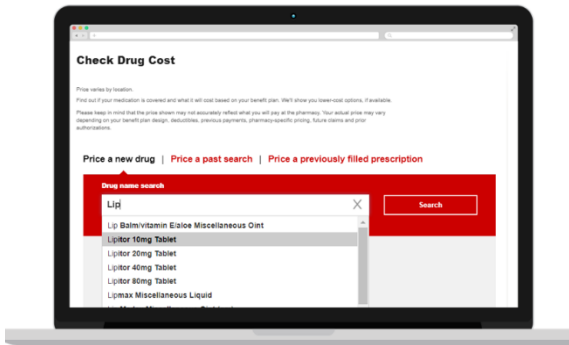 Check Drug Cost
Price varies by location.
Find out if your medication is covered and what it will cost based on your benefit plan. We'll show you lower-cost options, if available.
Please keep in mind that the price shown may not accurately reflect what you will pay at the pharmacy. Your actual price may vary
depending on your benefit plan design, deductibles, previous payments, pharmacy-specific pricing, future claims and prior
authorizations.
Price a new drug | Price a past search | Price a previously filled prescription
Drug name search
Lip
Search
Lip Balm/vitamin E/aloe Miscellaneous Oint
Lipitor 10mg Tablet
Lipitor 20mg Tablet
Lipitor 40mg Tablet
Lipitor 80mg Tablet
Lipmax Miscellaneous Liquid